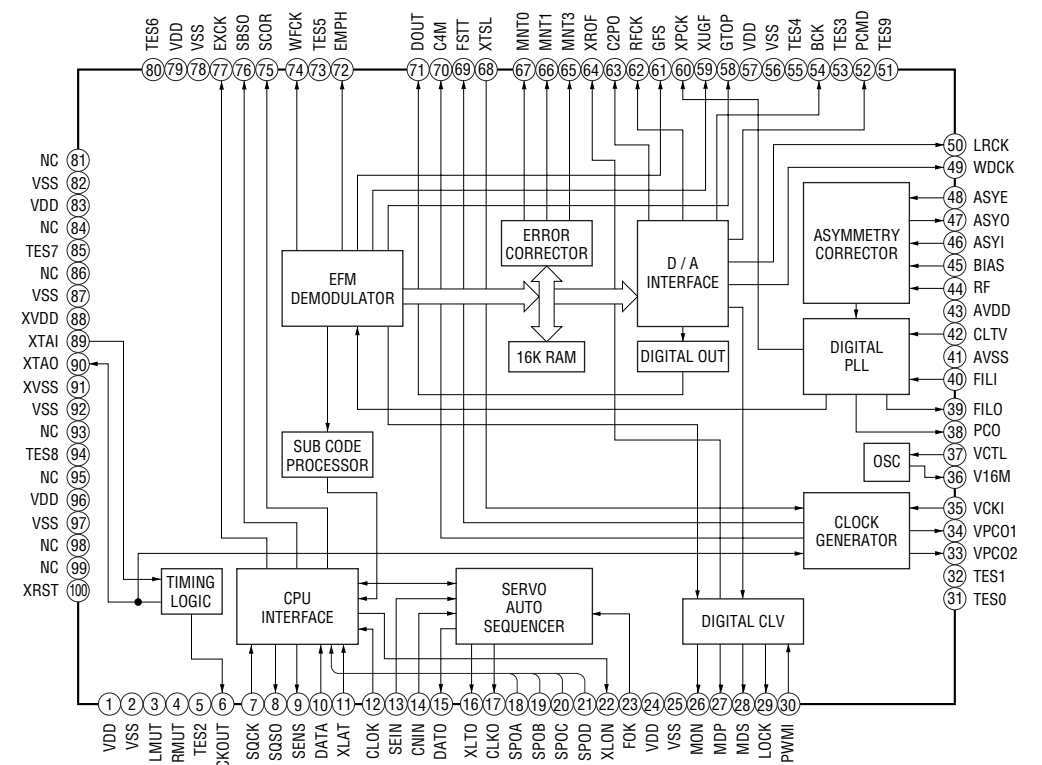 TES6
VDD
VSS
EXCK
SBSO
SCOR
WFCK
TES5
EMPH
DOUT
C4M
FSTT
XTSL
MNT0
MNT1
MNT3
XROF
C2PO
RFCK
GFS
XPCK
XUGF
GTOP
VDD
VSS
TES4
BCK
TES3
PCMD
TES9
80
79
78
77
76
75
74
73
72
71
70
69
68
67
66
65
64
63
62
61
60
59
58
57
56
55
54
53
52
51
NC 81
VSS 82
VDD 83
NC 84
TES7 85
NC 86
VSS 87
XVDD 88
XTAI 89
XTAO 90
XVSS 91
VSS 92
NC 93
TES8 94
NC 95
VDD 96
VSS 97
NC 98
NC 99
XRST 100
50 LRCK
49 WDCK
48 ASYE
47 ASYO
46 ASYI
45 BIAS
44 RF
43 AVDD
42 CLTV
41 AVSS
40 FILI
39 FILO
38 PCO
37 VCTL
36 V16M
35 VCKI
34 VPCO1
33 VPCO2
32 TES1
31 TES0
EFM
DEMODULATOR
ERROR
CORRECTOR
16K RAM
D / A
INTERFACE
DIGITAL OUT
ASYMMETRY
CORRECTOR
DIGITAL
PLL
OSC
SUB CODE
PROCESSOR
CLOCK
GENERATOR
TIMING
LOGIC
CPU
INTERFACE
SERVO
AUTO
SEQUENCER
DIGITAL CLV
1
2
3
4
5
6
7
8
9
10
11
12
13
14
15
16
17
18
19
20
21
22
23
24
25
26
27
28
29
30
VDD
VSS
LMUT
RMUT
TES2
CKOUT
SQCK
SQSO
SENS
DATA
XLAT
CLOK
SEIN
CNIN
DATO
XLTO
CLKO
SPOA
SPOB
SPOC
SPOD
XLON
FOK
VDD
VSS
MON
MDP
MDS
LOCK
PWMI